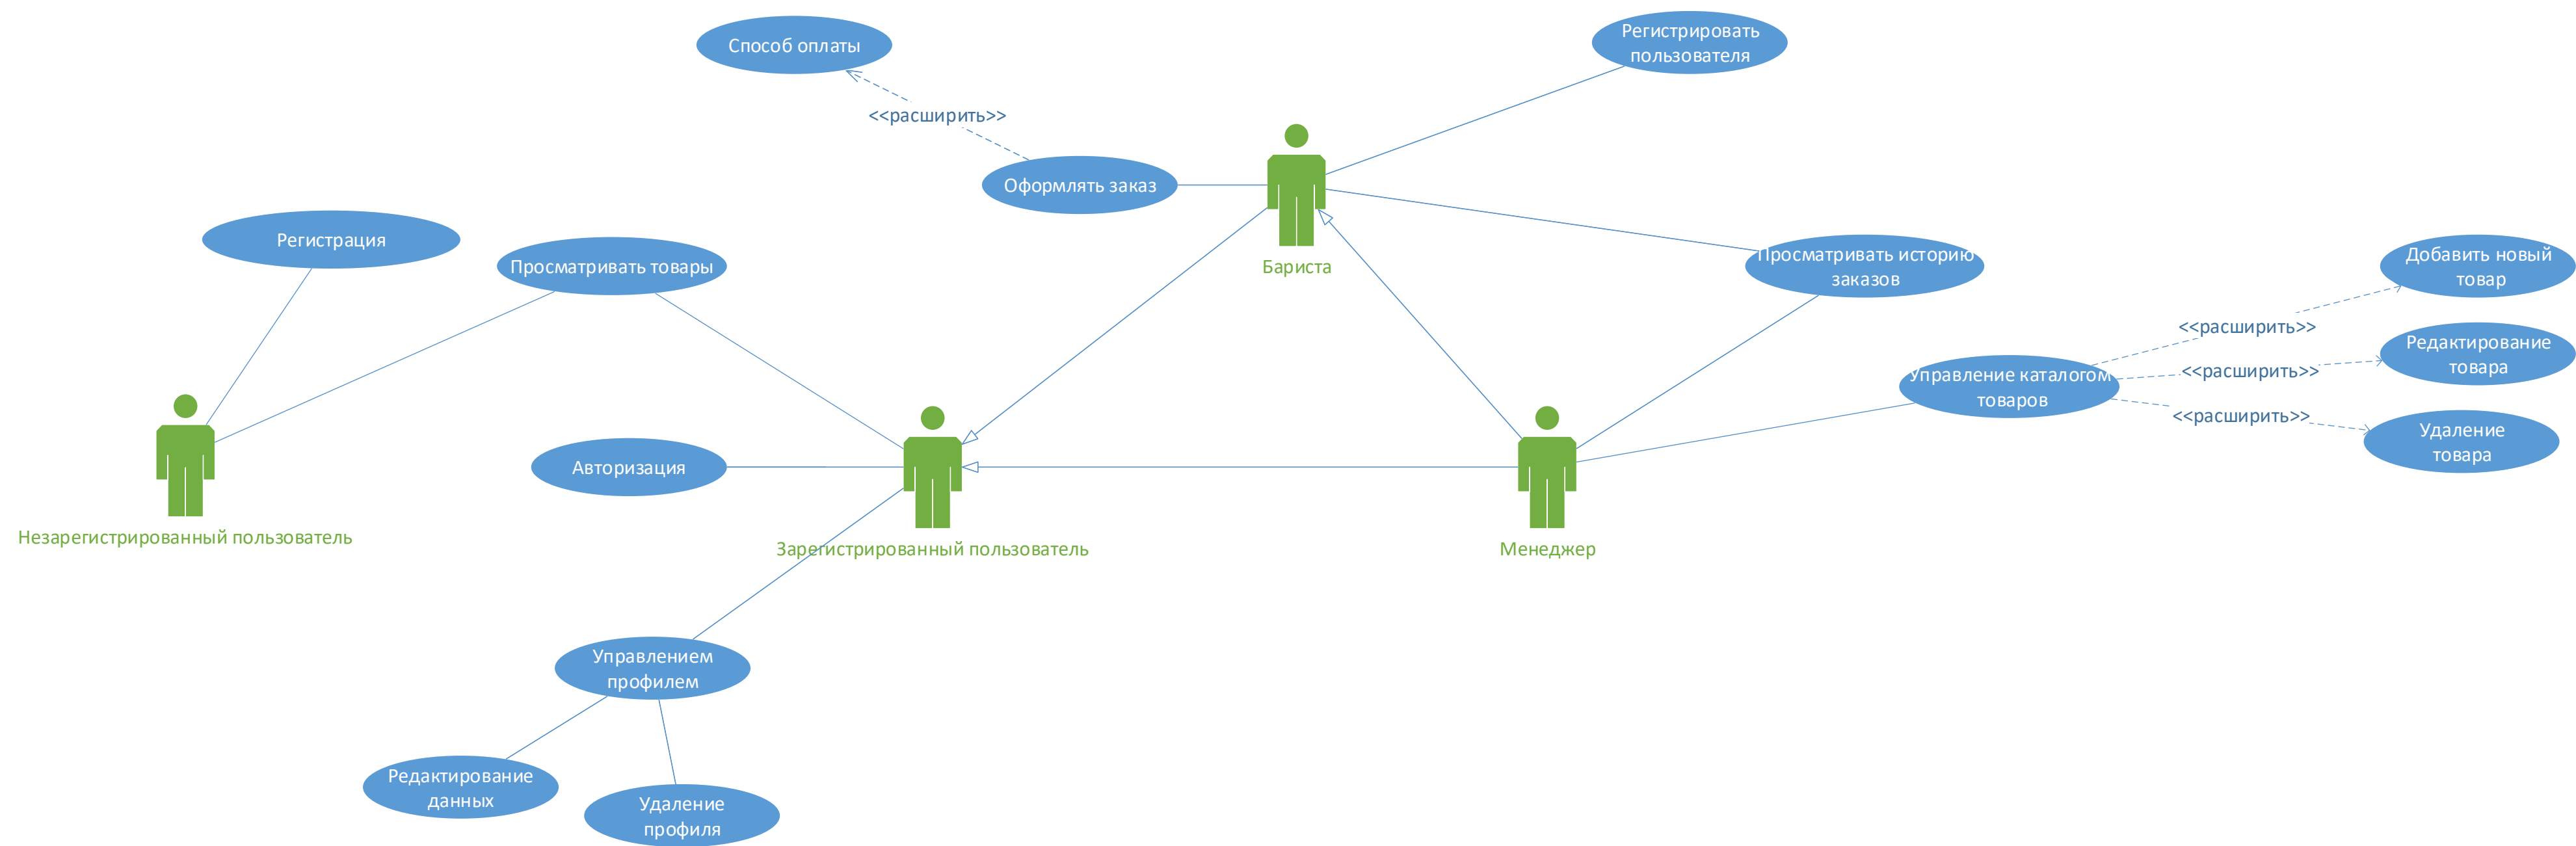 Способ оплаты
Регистрировать
пользователя
<<расширить>>
Оформлять заказ
Бариста
Регистрация
Просматривать товары
Просматривать историю
заказов
Добавить новый
товар
<<расширить>>
Редактирование
товара
<<расширить>>
Управление каталогом
товаров
<<расширить>>
Удаление
товара
Авторизация
Незарегистрированный пользователь
Зарегистрированный пользователь
Менеджер
Управлением
профилем
Редактирование
данных
Удаление
профиля